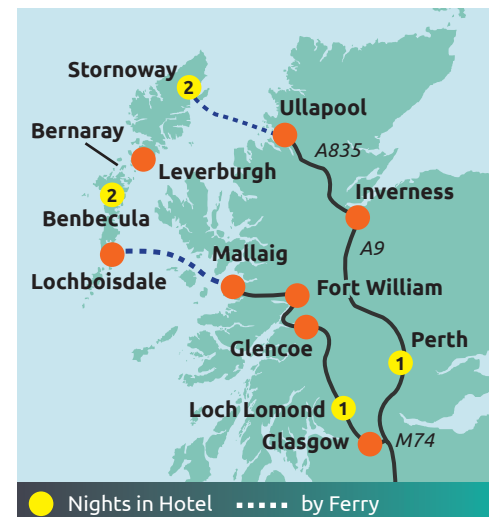 Stornoway
2
Ullapool
Bernaray
A835
Leverburgh
Inverness
2
Benbecula
A9
Mallaig
Lochboisdale
Fort William
Glencoe
Perth
1
Loch Lomond 1
Glasgow
M74
Nights in Hotel by Ferry